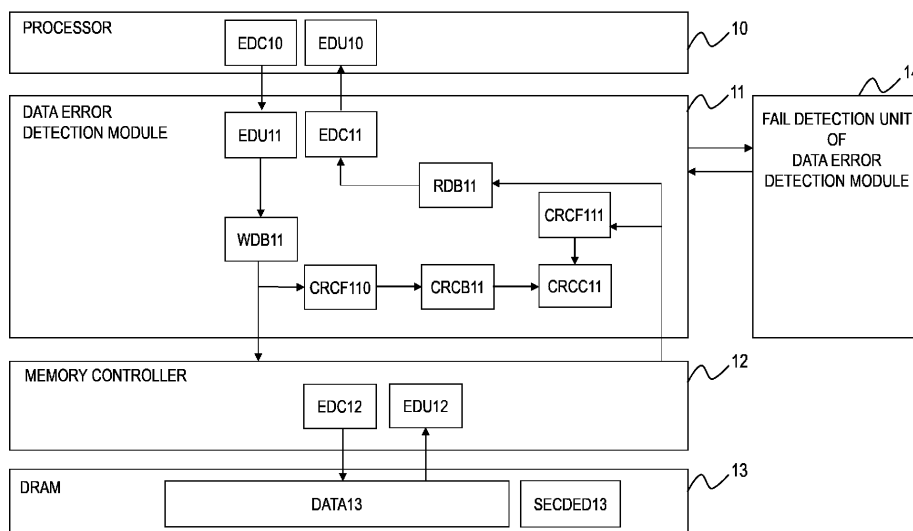 PROCESSOR
EDC10
EDU10
10
DATA ERROR
DETECTION MODULE
EDU11
EDC11
11
RDB11
CRCF111
WDB11
CRCF110
CRCB11
CRCC11
14
FAIL DETECTION UNIT
OF
DATA ERROR
DETECTION MODULE
MEMORY CONTROLLER
EDC12
EDU12
12
DRAM
DATA13
SECDED13
13